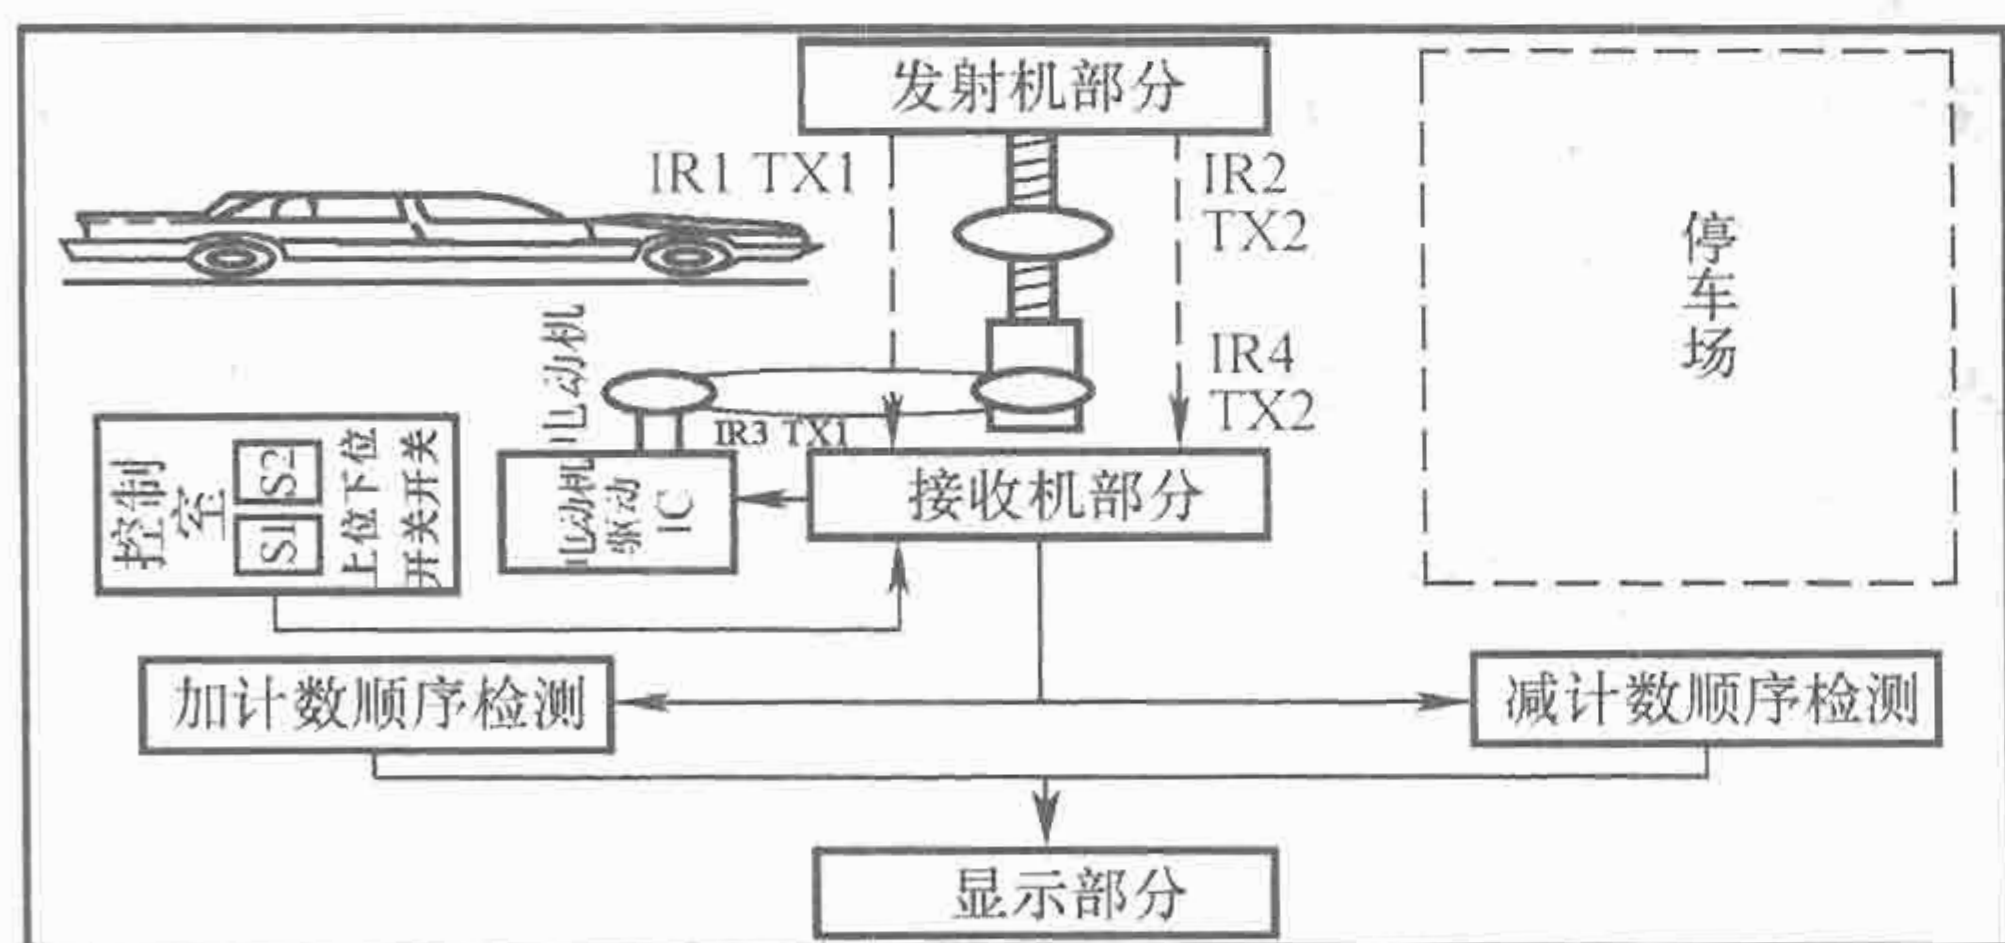 发射机部分
IR1 TX1
IR2
TX2
停车场
电动机
IR4
TX2
IR3 TX1
控制
室
S1 S2
上位下位
开关开关
电动机
驱动
IC
接收机部分
加计数顺序检测
减计数顺序检测
显示部分